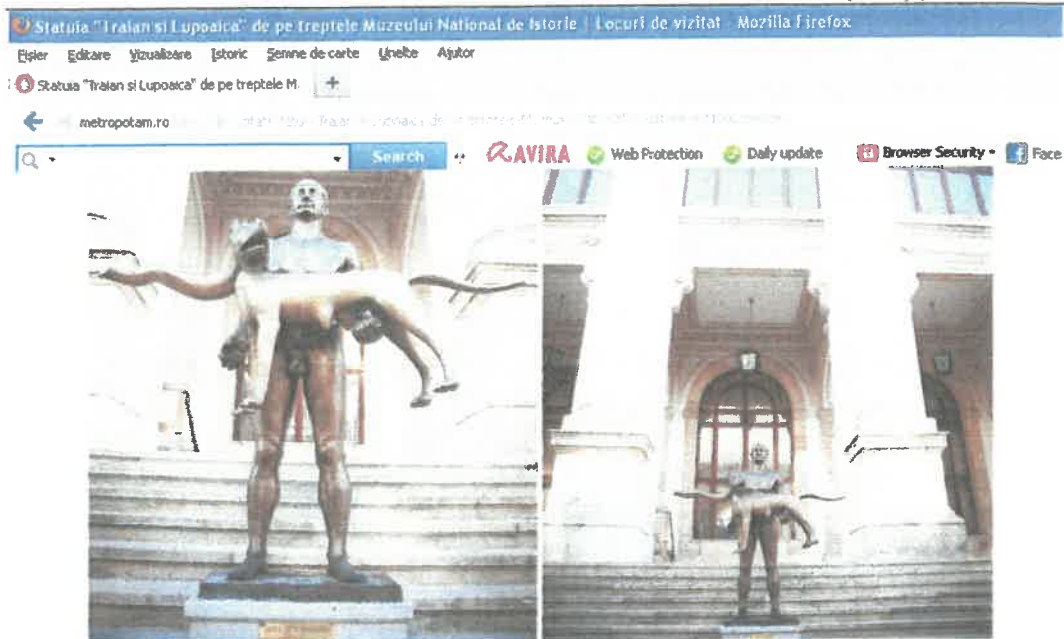 Statuia "Traian si Lupoaica" de pe treptele Muzeului National de Istorie | Locuri de vizitat - Mozilla Firefox
Fişier Editare Vizualizare Istoric Semne de carte Unelte Ajutor
Statuia "Traian si Lupoaica" de pe treptele M. +
metropotam.ro
Search AVIRA Web Protection Daily update Browser Security Face